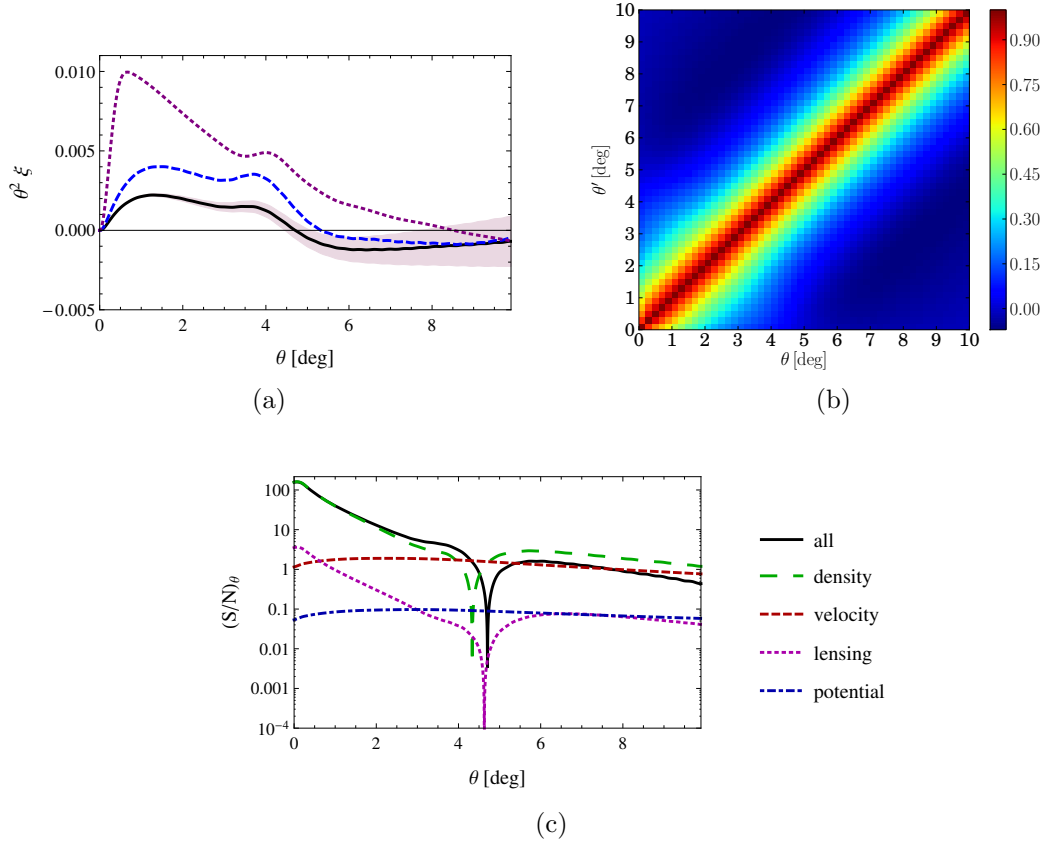 0.010
0.005
0.000
−0.005
θ² ξ
0 2 4 6 8
θ [deg]
(a)
10
9
8
7
6
5
4
3
2
1
0
θ′ [deg]
0 1 2 3 4 5 6 7 8 9 10
θ [deg]
0.90
0.75
0.60
0.45
0.30
0.15
0.00
(b)
100
10
1
0.1
0.01
0.001
10⁻⁴
(S/N)θ
0 2 4 6 8
θ [deg]
all
density
velocity
lensing
potential
(c)